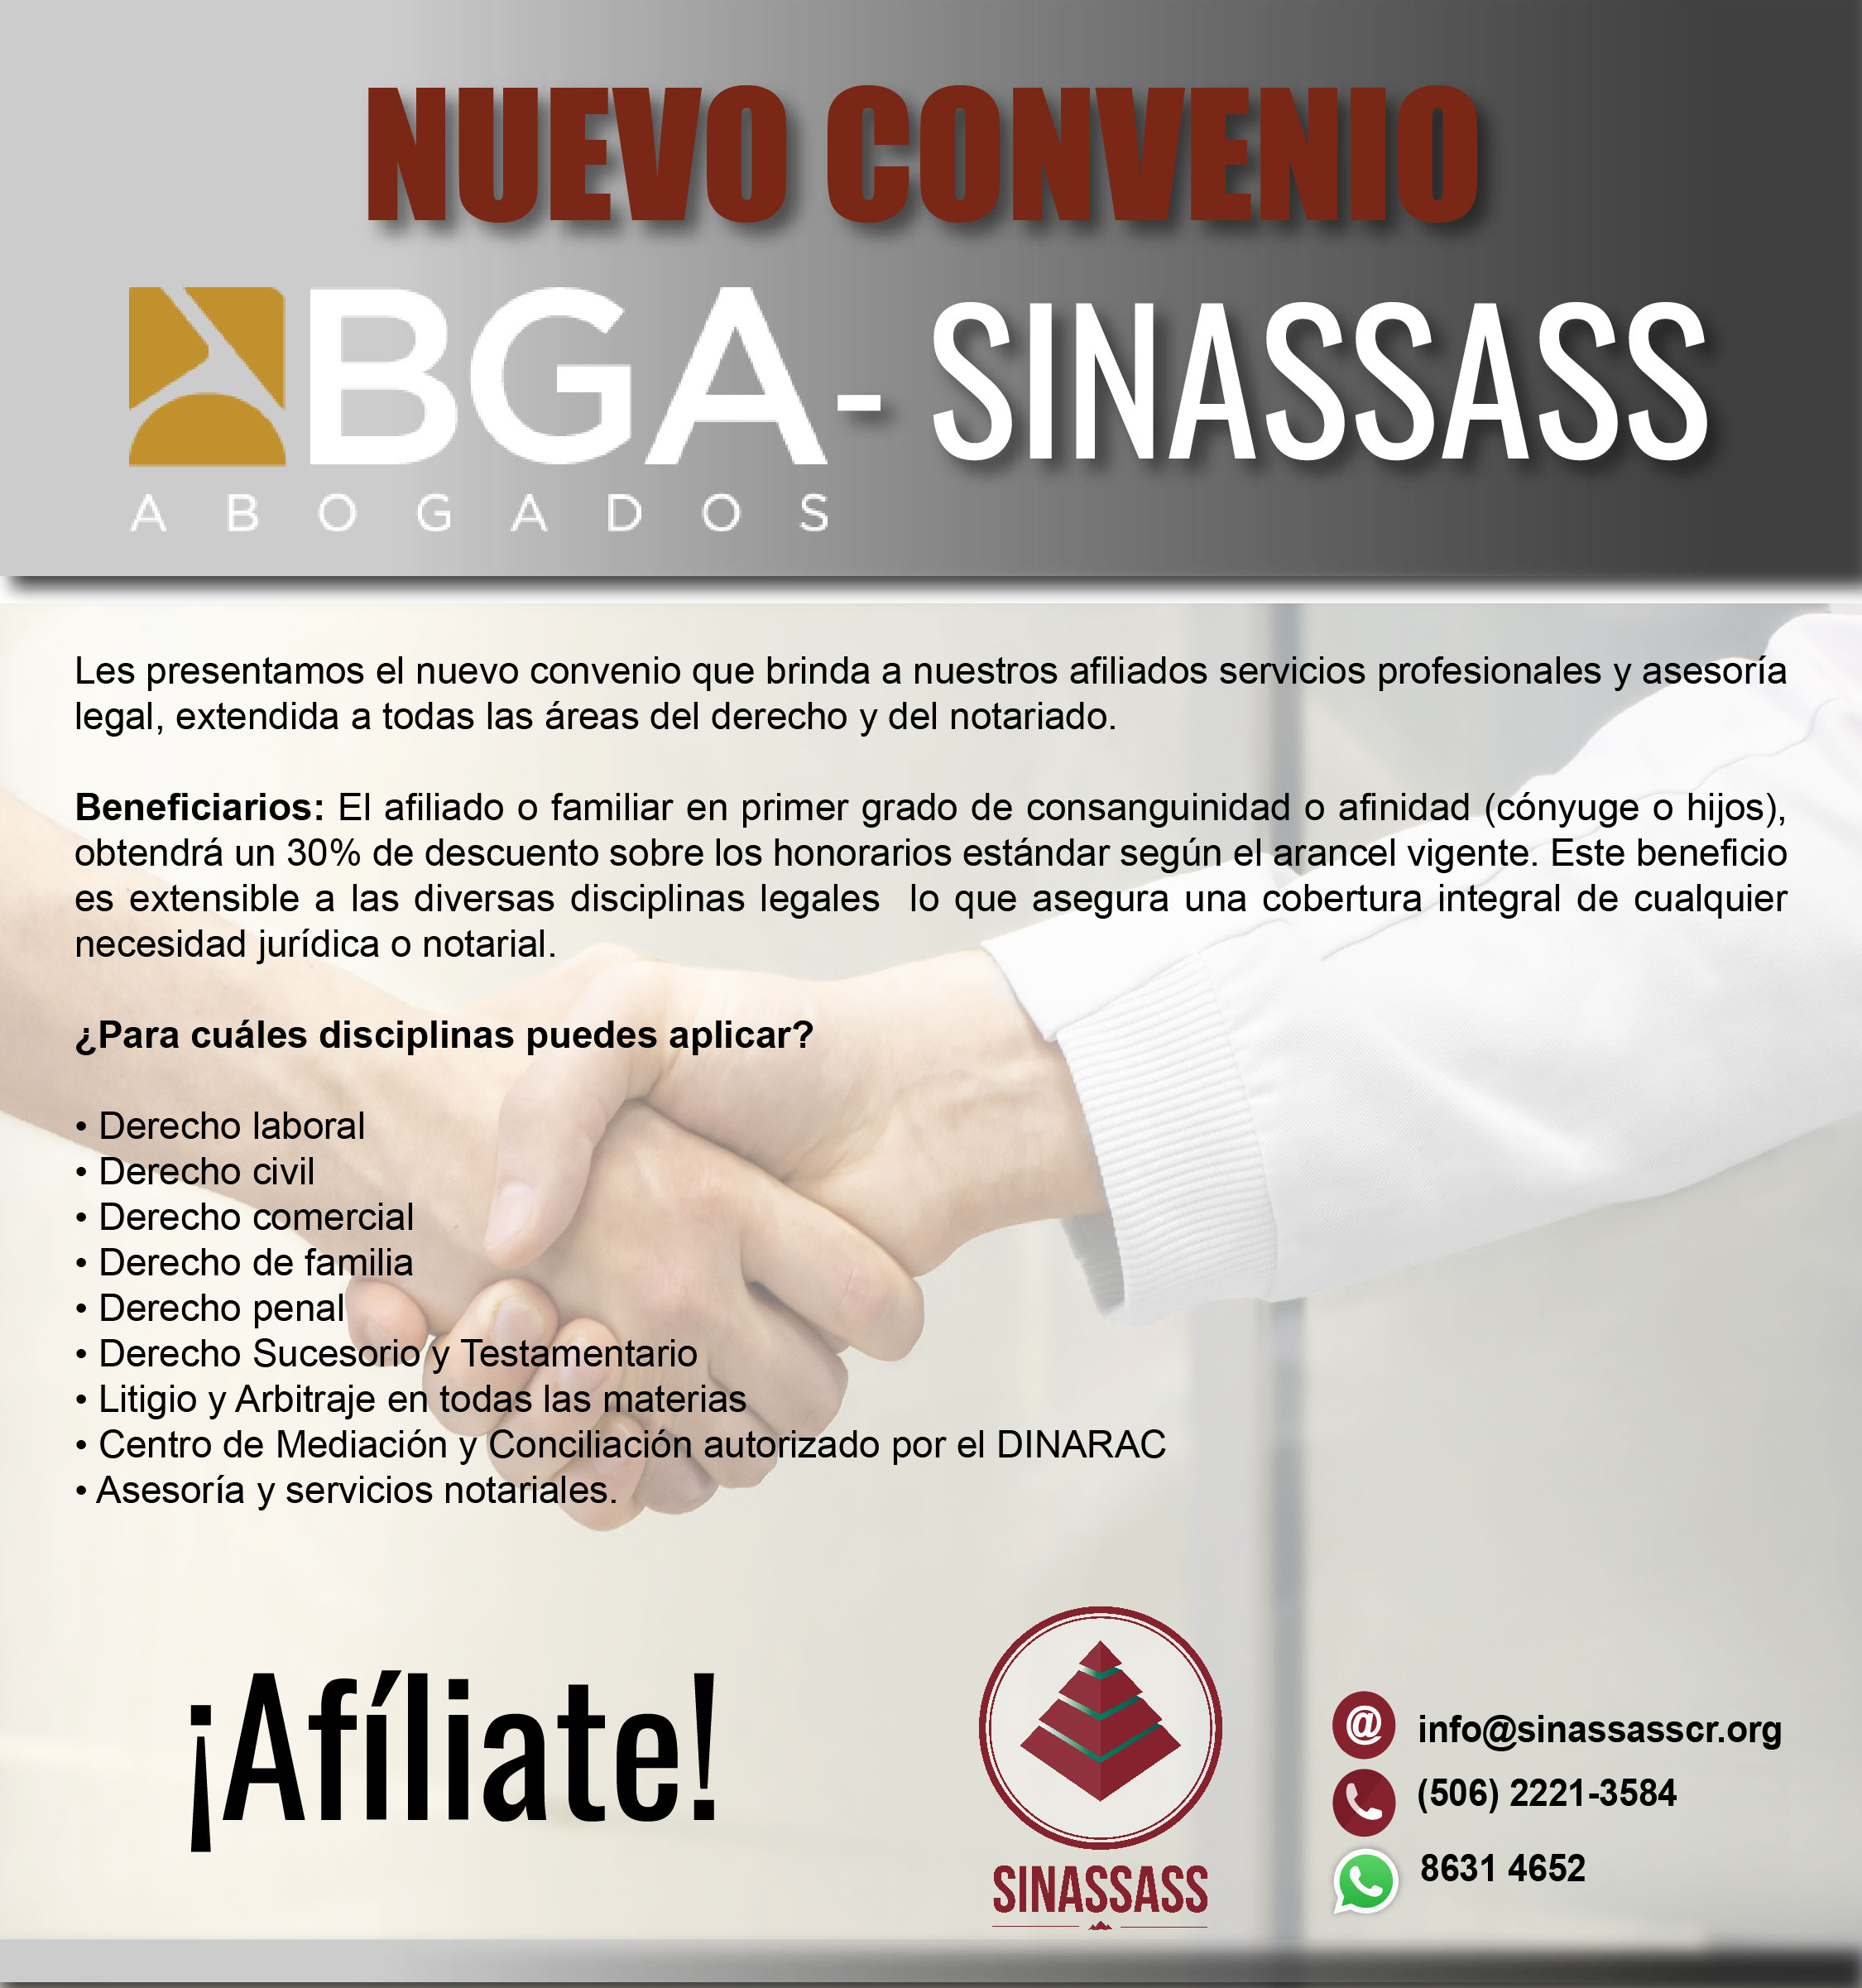 NUEVO CONVENIO
BGA - SINASSASS
ABOGADOS
Les presentamos el nuevo convenio que brinda a nuestros afiliados servicios profesionales y asesoría
legal, extendida a todas las áreas del derecho y del notariado.
Beneficiarios: El afiliado o familiar en primer grado de consanguinidad o afinidad (cónyuge o hijos),
obtendrá un 30% de descuento sobre los honorarios estándar según el arancel vigente. Este beneficio
es extensible a las diversas disciplinas legales  lo que asegura una cobertura integral de cualquier
necesidad jurídica o notarial.
¿Para cuáles disciplinas puedes aplicar?
• Derecho laboral
• Derecho civil
• Derecho comercial
• Derecho de familia
• Derecho penal
• Derecho Sucesorio y Testamentario
• Litigio y Arbitraje en todas las materias
• Centro de Mediación y Conciliación autorizado por el DINARAC
• Asesoría y servicios notariales.
¡Afíliate!
SINASSASS
@ info@sinassasscr.org
(506) 2221-3584
8631 4652